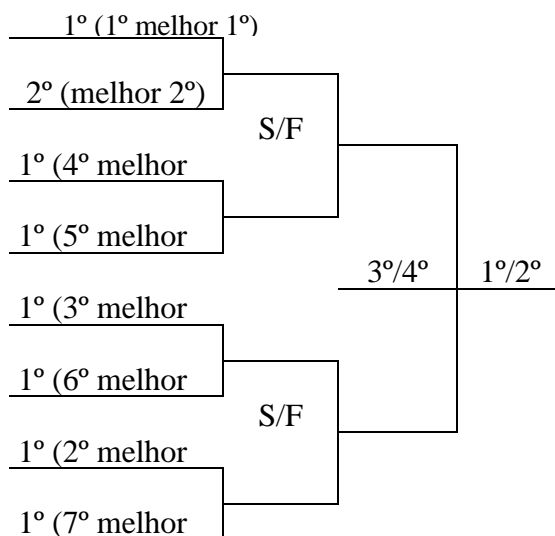 1º (1º melhor 1º)
2º (melhor 2º)
S/F
1º (4º melhor
1º (5º melhor
3º/4º
1º/2º
1º (3º melhor
1º (6º melhor
S/F
1º (2º melhor
1º (7º melhor